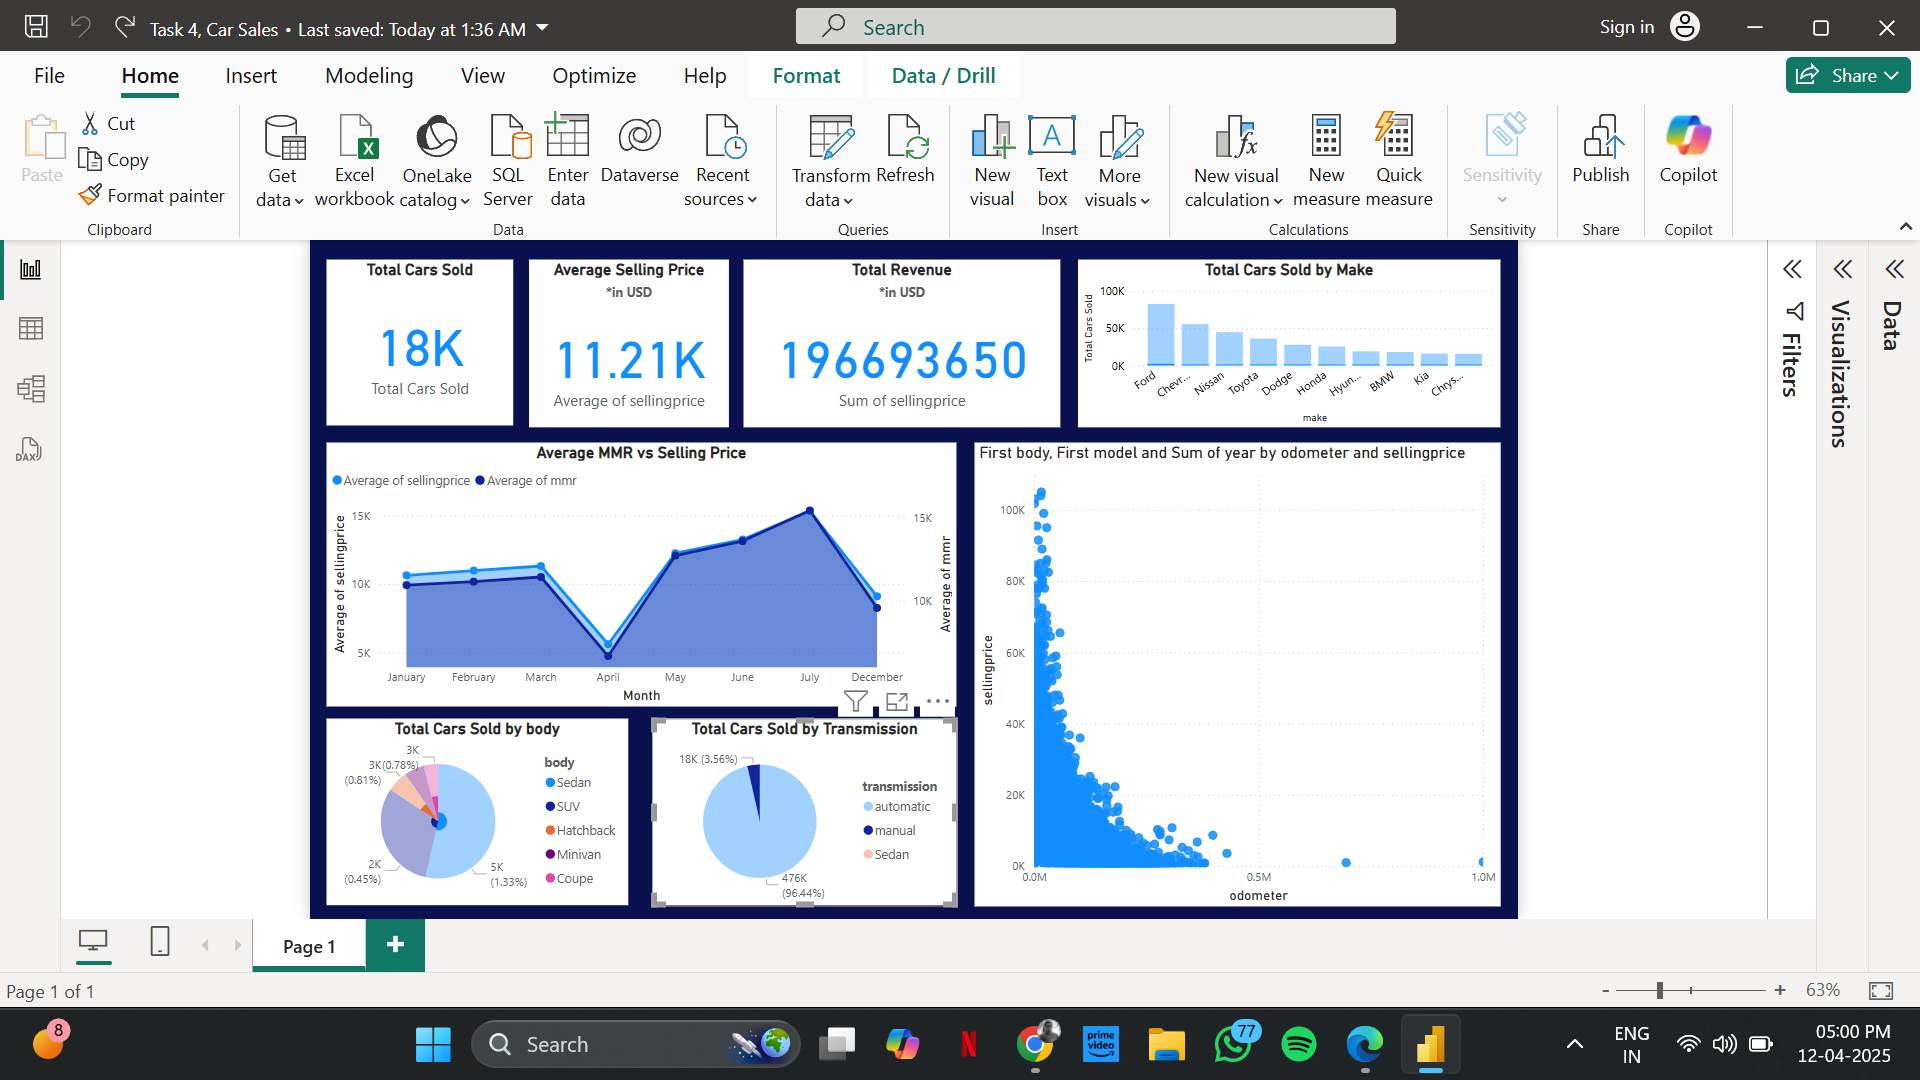 Task 4, Car Sales • Last saved: Today at 1:36 AM
Search
Sign in
File
Home
Insert
Modeling
View
Optimize
Help
Format
Data / Drill
Share
Paste
Cut
Copy
Format painter
Clipboard
Get data
Excel workbook
OneLake catalog
SQL Server
Enter data
Dataverse
Recent sources
Data
Transform data
Refresh
Queries
New visual
Text box
More visuals
Insert
New visual calculation
New measure
Quick measure
Calculations
Sensitivity
Sensitivity
Publish
Share
Copilot
Copilot
DAX
Total Cars Sold
18K
Total Cars Sold
Average Selling Price
*in USD
11.21K
Average of sellingprice
Total Revenue
*in USD
196693650
Sum of sellingprice
Total Cars Sold by Make
Total Cars Sold
100K
50K
0K
Ford
Chevr...
Nissan
Toyota
Dodge
Honda
Hyun...
BMW
Kia
Chrys...
make
Average MMR vs Selling Price
Average of sellingprice
Average of mmr
Average of sellingprice
15K
10K
5K
15K
10K
Average of mmr
January
February
March
April
May
June
July
December
Month
First body, First model and Sum of year by odometer and sellingprice
sellingprice
100K
80K
60K
40K
20K
0K
0.0M
0.5M
1.0M
odometer
Total Cars Sold by body
3K
3K(0.78%)
(0.81%)
2K
(0.45%)
5K
(1.33%)
body
Sedan
SUV
Hatchback
Minivan
Coupe
Total Cars Sold by Transmission
18K (3.56%)
476K
(96.44%)
transmission
automatic
manual
Sedan
Filters
Visualizations
Data
Page 1
+
Page 1 of 1
-
+
63%
8
Search
N
prime video
77
ENG
IN
05:00 PM
12-04-2025